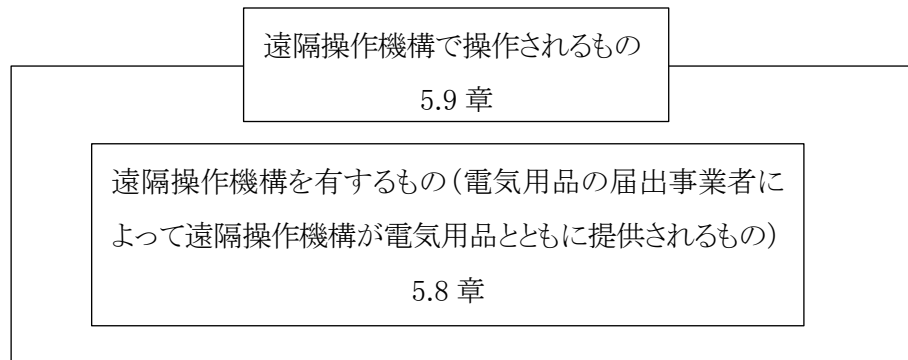 遠隔操作機構で操作されるもの
5.9 章
遠隔操作機構を有するもの(電気用品の届出事業者に
よって遠隔操作機構が電気用品とともに提供されるもの)
5.8 章